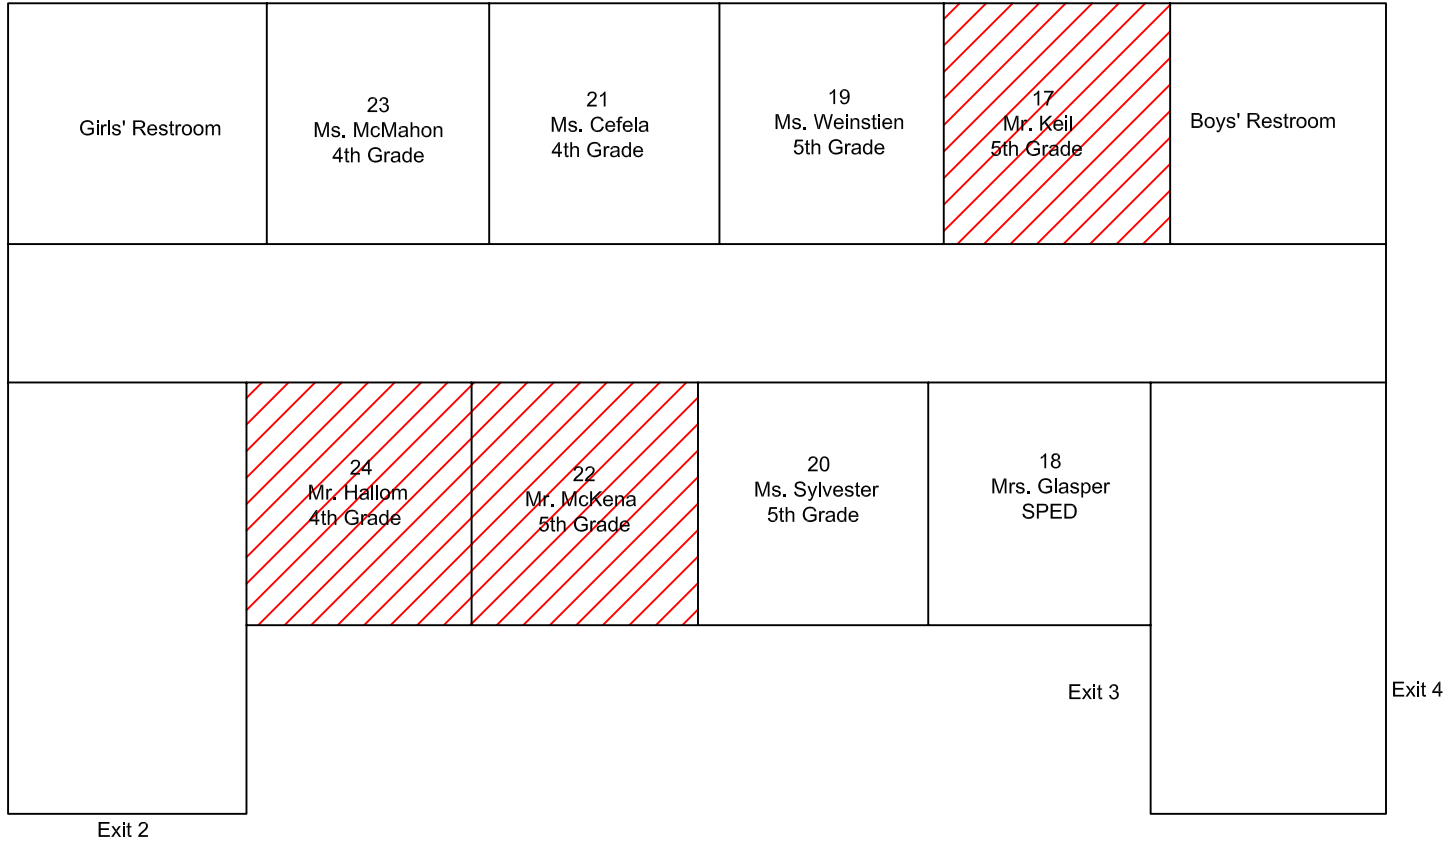 Girls' Restroom
23
Ms. McMahon
4th Grade
21
Ms. Cefela
4th Grade
19
Ms. Weinstien
5th Grade
17
Mr. Keil
5th Grade
Boys' Restroom
24
Mr. Hallom
4th Grade
22
Mr. McKena
5th Grade
20
Ms. Sylvester
5th Grade
18
Mrs. Glasper
SPED
Exit 3
Exit 4
Exit 2